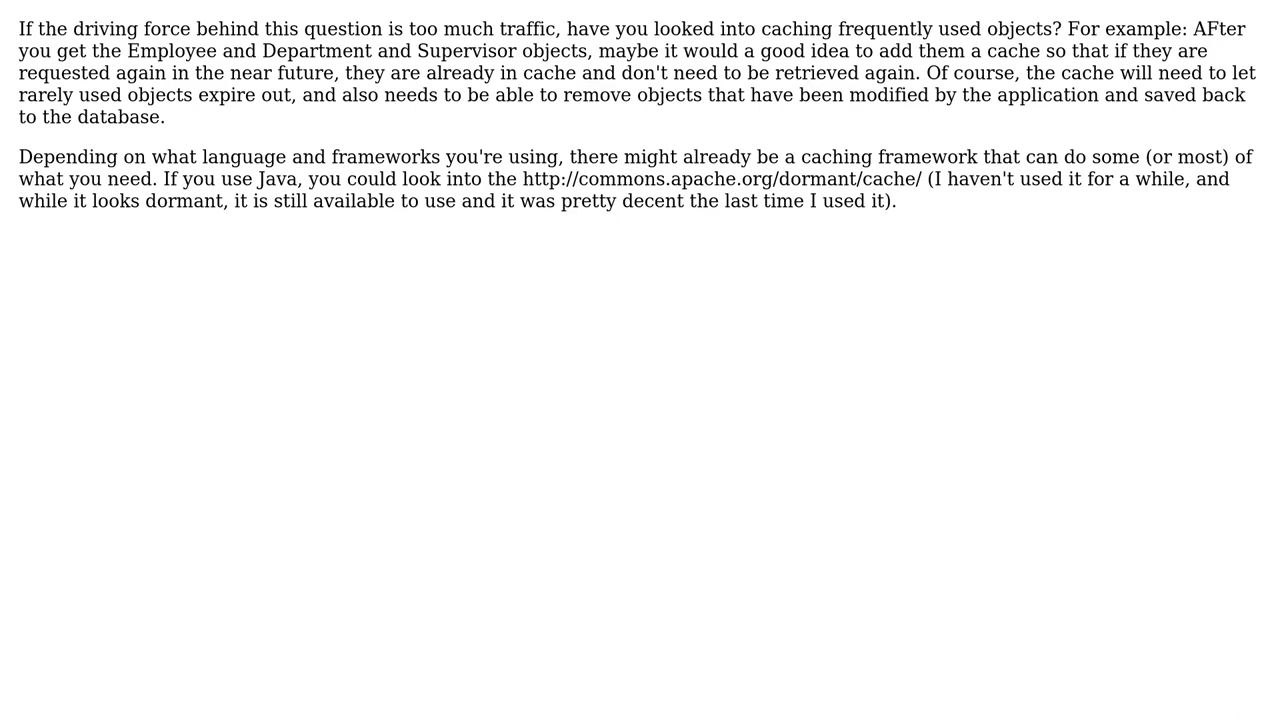 If the driving force behind this question is too much traffic, have you looked into caching frequently used objects? For example: AFter
you get the Employee and Department and Supervisor objects, maybe it would a good idea to add them a cache so that if they are
requested again in the near future, they are already in cache and don't need to be retrieved again. Of course, the cache will need to let
rarely used objects expire out, and also needs to be able to remove objects that have been modified by the application and saved back
to the database.
Depending on what language and frameworks you're using, there might already be a caching framework that can do some (or most) of
what you need. If you use Java, you could look into the http://commons.apache.org/dormant/cache/ (I haven't used it for a while, and
while it looks dormant, it is still available to use and it was pretty decent the last time I used it).